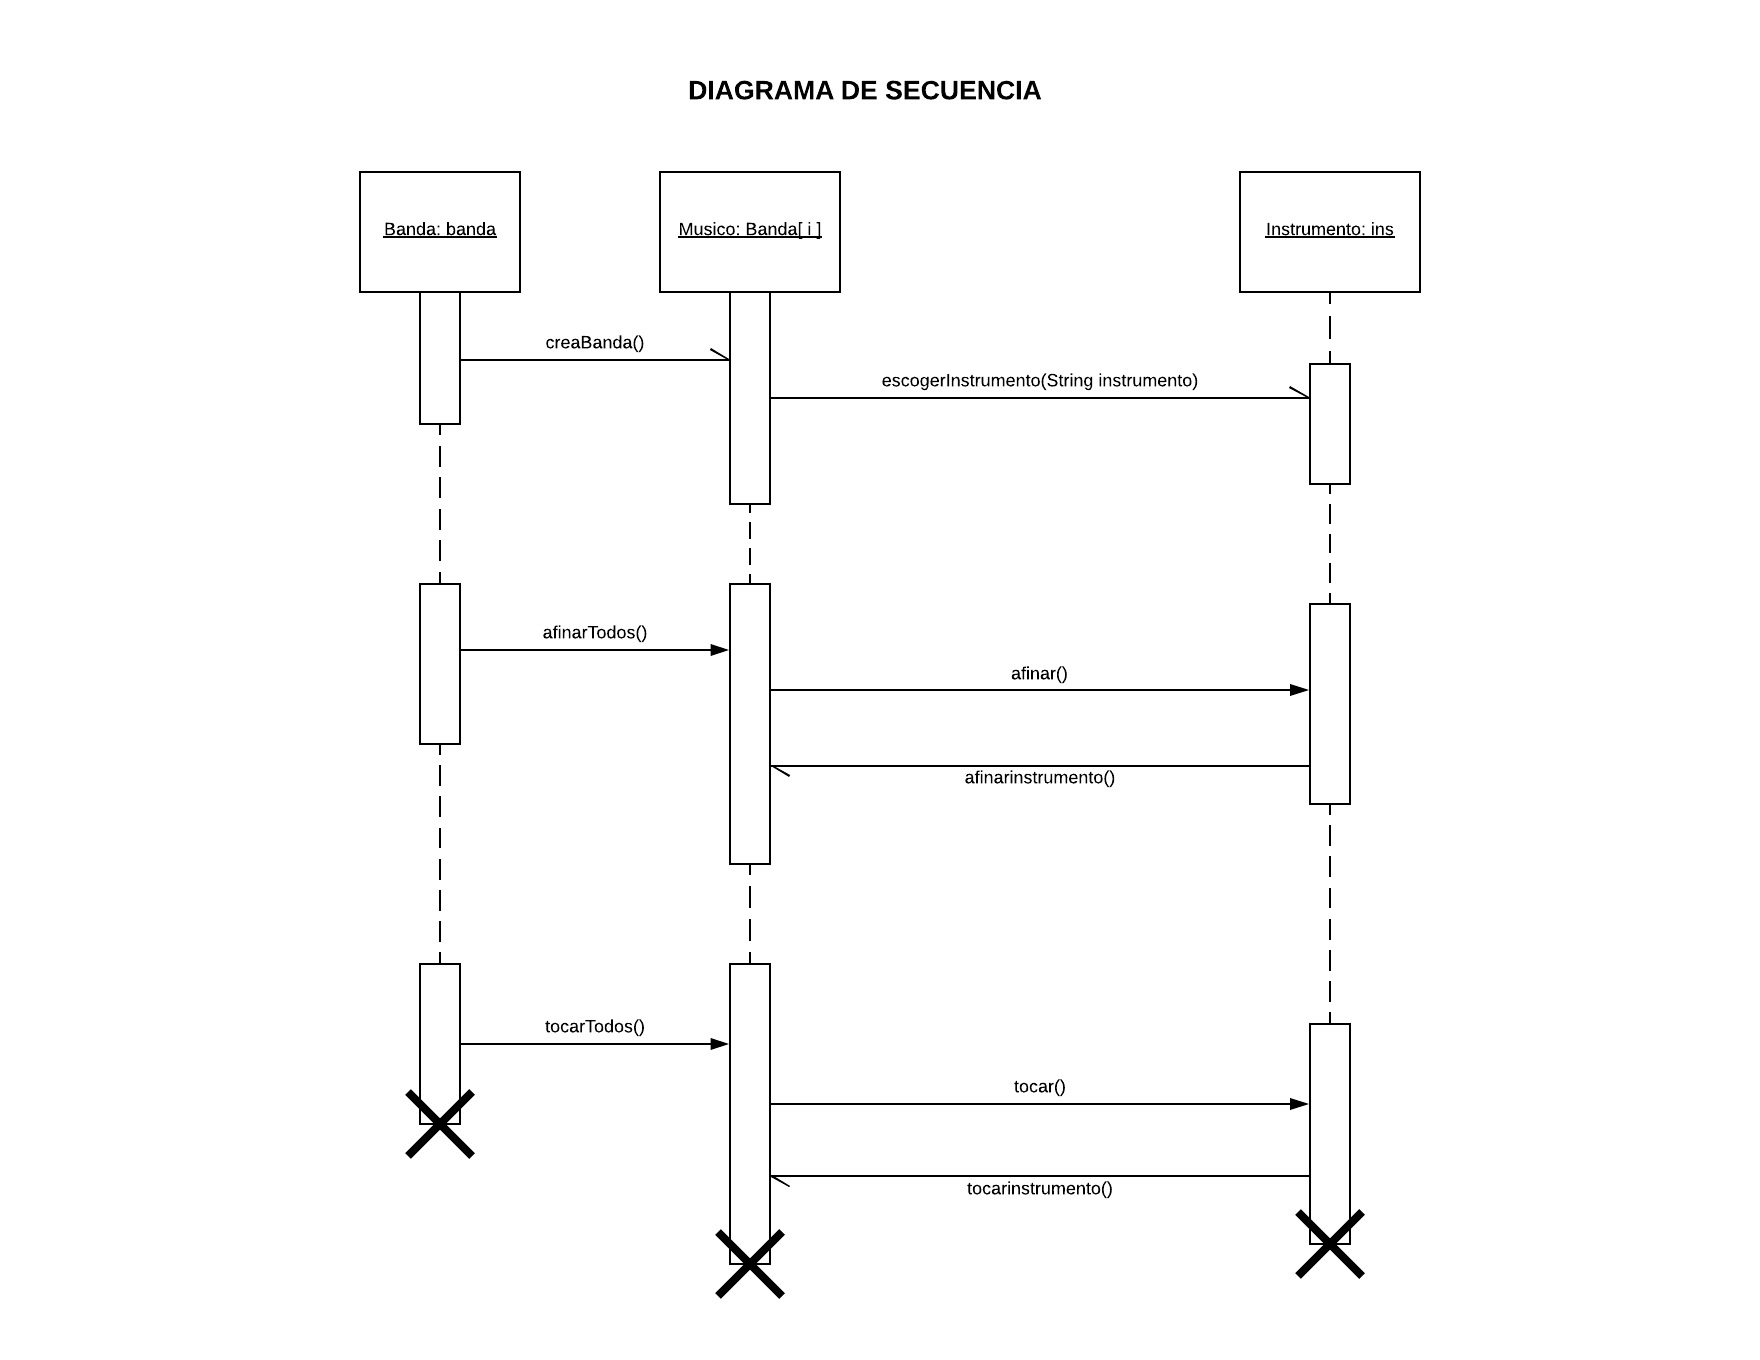 DIAGRAMA DE SECUENCIA
Banda: banda
Musico: Banda[ i ]
Instrumento: ins
creaBanda()
escogerInstrumento(String instrumento)
afinarTodos()
afinar()
afinarinstrumento()
tocarTodos()
tocar()
tocarinstrumento()